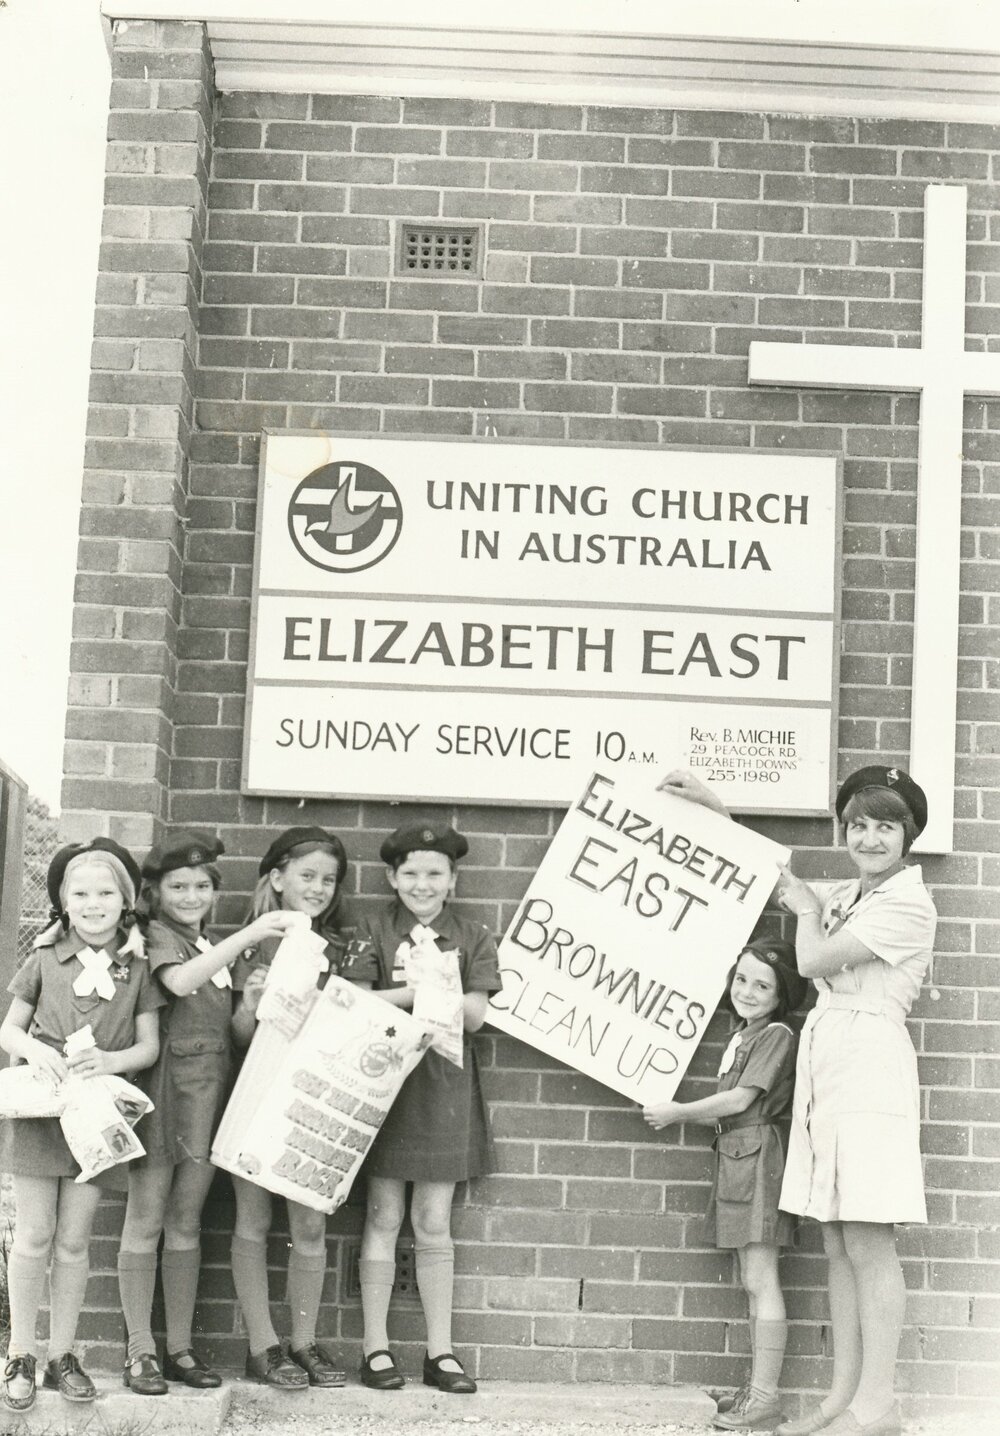 UNITING CHURCH
IN AUSTRALIA
ELIZABETH EAST
SUNDAY SERVICE 10 A.M.
Rev. B. MICHIE
29 PEACOCK RD.
ELIZABETH DOWNS
255·1980
ELIZABETH
EAST
BROWNIES
CLEAN UP
BACK